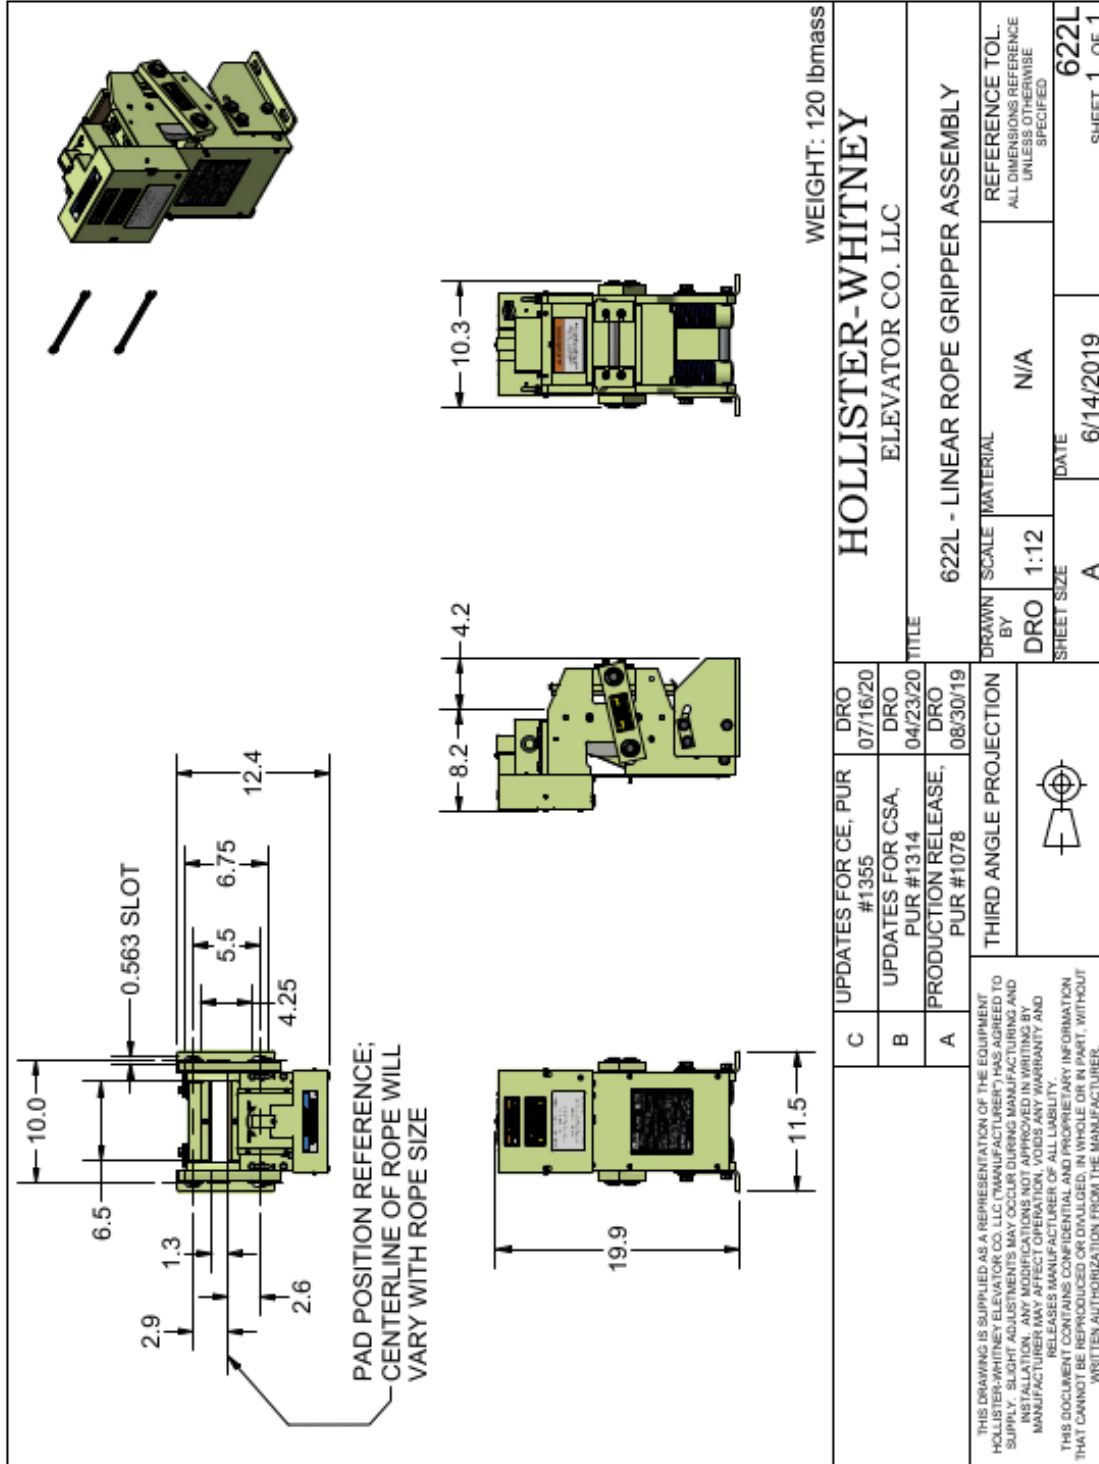 0.563 SLOT
10.0
6.5
1.3
2.9
2.6
4.25
5.5
6.75
12.4
PAD POSITION REFERENCE;
CENTERLINE OF ROPE WILL
VARY WITH ROPE SIZE
19.9
11.5
8.2
4.2
10.3
WEIGHT: 120 lbmass
THIS DRAWING IS SUPPLIED AS A REPRESENTATION OF THE EQUIPMENT
HOLLISTER-WHITNEY ELEVATOR CO. LLC ("MANUFACTURER") HAS AGREED TO
SUPPLY. SLIGHT ADJUSTMENTS MAY OCCUR DURING MANUFACTURING AND
INSTALLATION. ANY MODIFICATIONS NOT APPROVED IN WRITING BY
MANUFACTURER MAY AFFECT OPERATION, VOIDS ANY WARRANTY AND
RELEASES MANUFACTURER OF ALL LIABILITY.
THIS DOCUMENT CONTAINS CONFIDENTIAL AND PROPRIETARY INFORMATION
THAT CANNOT BE REPRODUCED OR DIVULGED, IN WHOLE OR IN PART, WITHOUT
WRITTEN AUTHORIZATION FROM THE MANUFACTURER.
C
UPDATES FOR CE, PUR
#1355
DRO
07/16/20
B
UPDATES FOR CSA,
PUR #1314
DRO
04/23/20
A
PRODUCTION RELEASE,
PUR #1078
DRO
08/30/19
THIRD ANGLE PROJECTION
HOLLISTER-WHITNEY
ELEVATOR CO. LLC
TITLE
622L - LINEAR ROPE GRIPPER ASSEMBLY
DRAWN
BY
DRO
SCALE
1:12
MATERIAL
N/A
REFERENCE TOL.
ALL DIMENSIONS REFERENCE
UNLESS OTHERWISE
SPECIFIED
SHEET SIZE
A
DATE
6/14/2019
622L
SHEET 1 OF 1